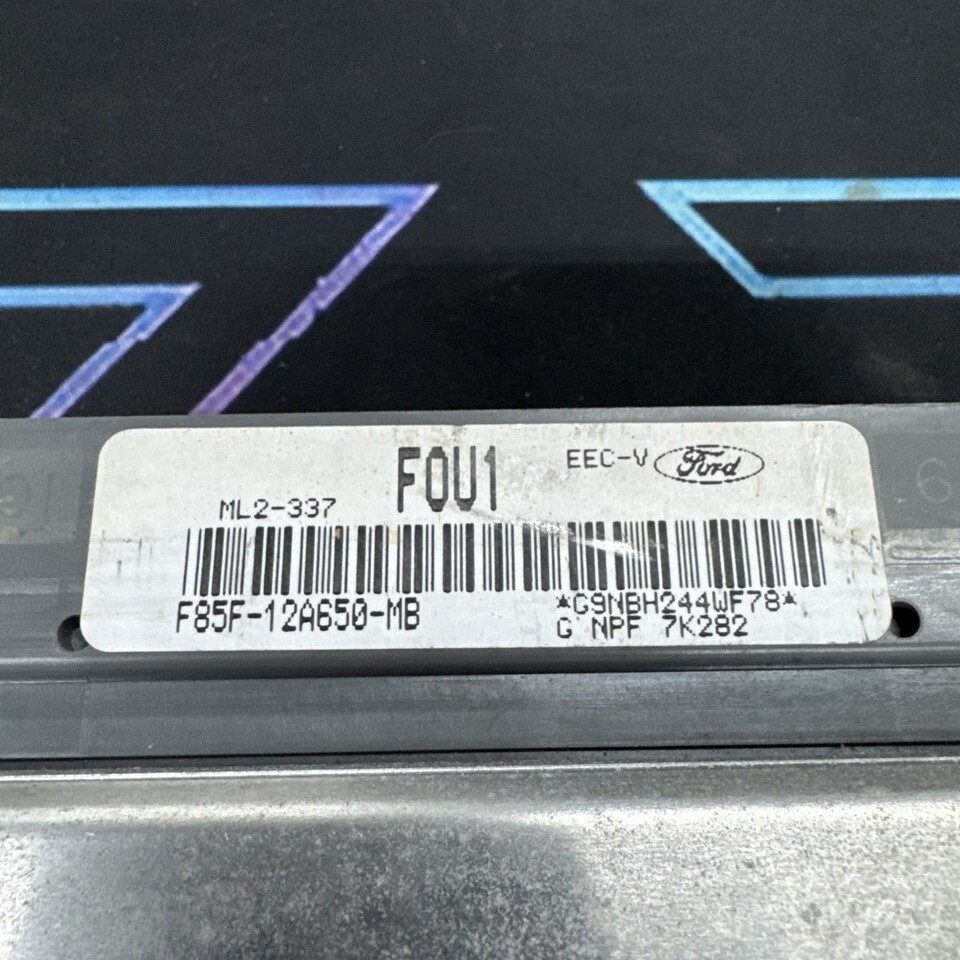 FOU1
EEC-V Ford
ML2-337
F85F-12A650-MB
*G9NBH244WF78*
G NPF 7K282